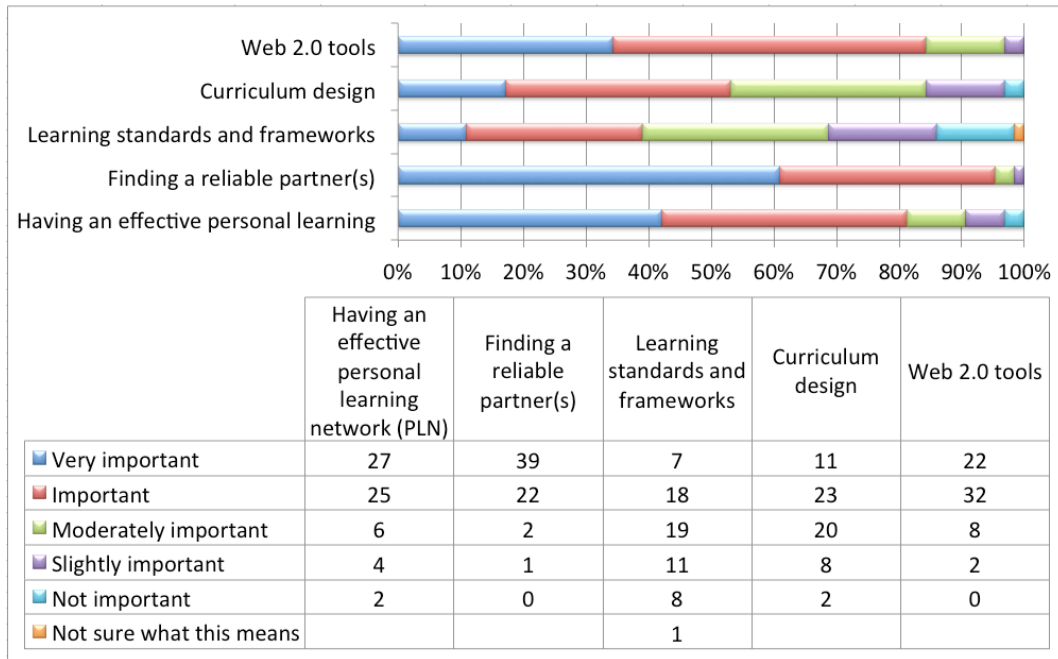 Web 2.0 tools
Curriculum design
Learning standards and frameworks
Finding a reliable partner(s)
Having an effective personal learning
0% 10% 20% 30% 40% 50% 60% 70% 80% 90% 100%
Having an
effective
personal
learning
network (PLN)
Finding a
reliable
partner(s)
Learning
standards and
frameworks
Curriculum
design
Web 2.0 tools
Very important 27 39 7 11 22
Important 25 22 18 23 32
Moderately important 6 2 19 20 8
Slightly important 4 1 11 8 2
Not important 2 0 8 2 0
Not sure what this means 1